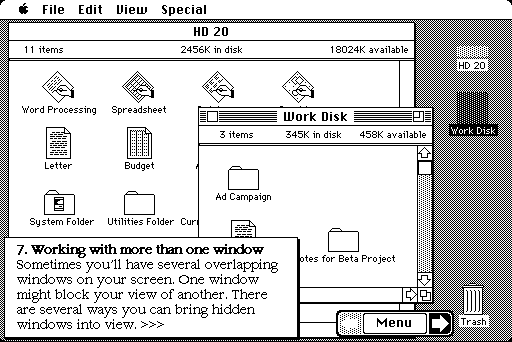 File Edit View Special
HD 20
11 items 2456K in disk 18024K available
HD 20
Word Processing Spreadsheet
Work Disk
Work Disk
3 items 345K in disk 458K available
Letter Budget
Ad Campaign
System Folder Utilities Folder Curr
7. Working with more than one window
Sometimes you'll have several overlapping
windows on your screen. One window
might block your view of another. There
are several ways you can bring hidden
windows into view. >>>
otes for Beta Project
Menu
Trash